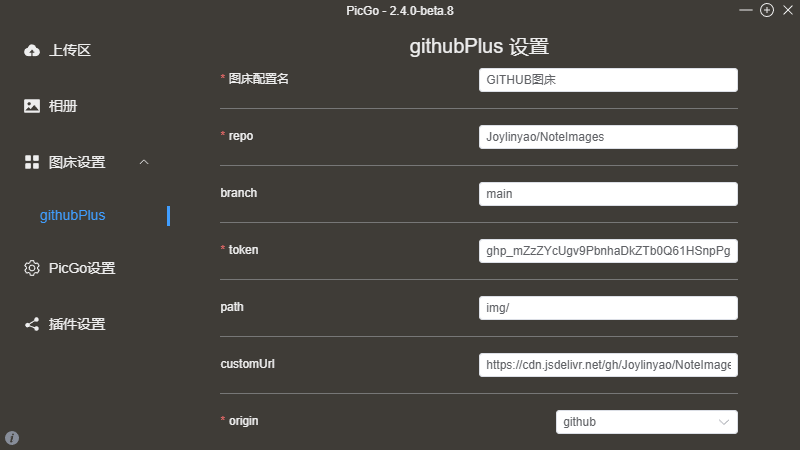 PicGo - 2.4.0-beta.8
上传区
相册
图床设置
githubPlus
PicGo设置
插件设置
githubPlus 设置
* 图床配置名 GITHUB图床
* repo Joylinyao/NoteImages
branch main
* token ghp_mZzZYcUgv9PbnhaDkZTb0Q61HSnpPg
path img/
customUrl https://cdn.jsdelivr.net/gh/Joylinyao/NoteImage
* origin github